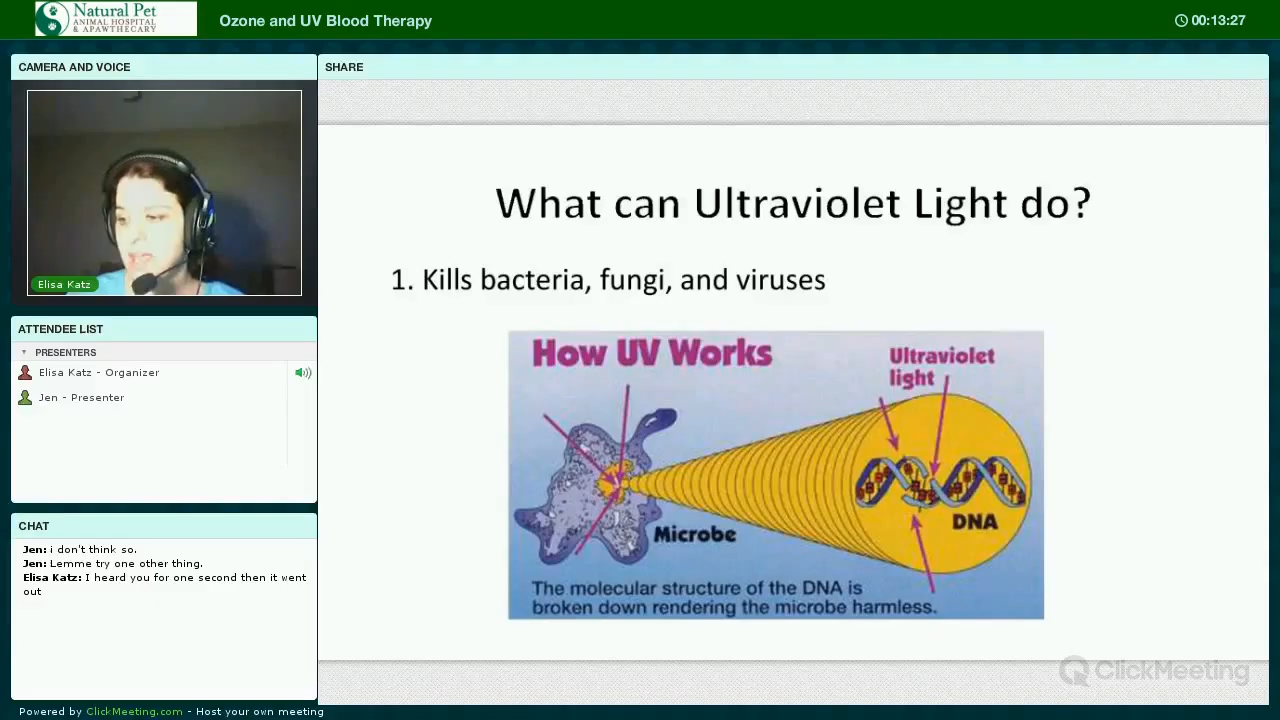 Natural Pet
ANIMAL HOSPITAL
& APAWTHECARY
Ozone and UV Blood Therapy
00:13:27
CAMERA AND VOICE
Elisa Katz
ATTENDEE LIST
PRESENTERS
Elisa Katz - Organizer
Jen - Presenter
CHAT
Jen: i don't think so.
Jen: Lemme try one other thing.
Elisa Katz: I heard you for one second then it went
out
SHARE
What can Ultraviolet Light do?
1. Kills bacteria, fungi, and viruses
How UV Works
Ultraviolet
light
Microbe
DNA
The molecular structure of the DNA is
broken down rendering the microbe harmless.
ClickMeeting
Powered by ClickMeeting.com - Host your own meeting